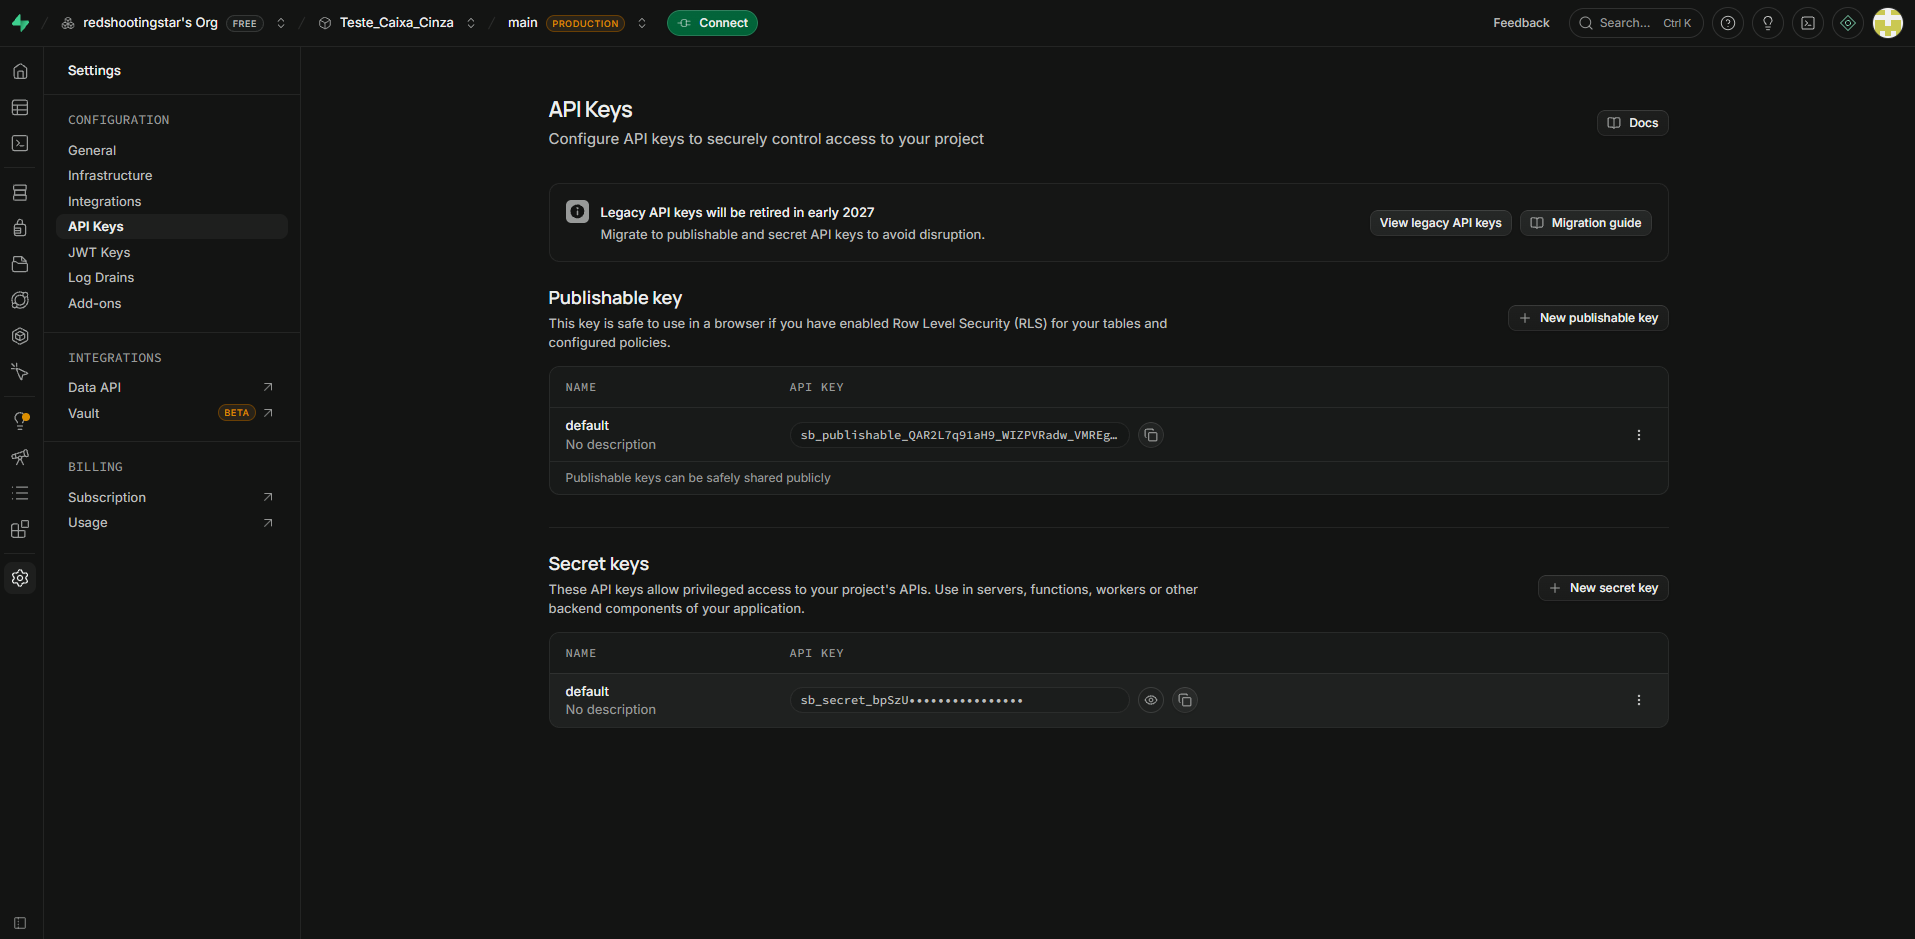 redshootingstar's Org FREE
Teste_Caixa_Cinza
main PRODUCTION
Connect
Feedback
Search... Ctrl K
Settings
CONFIGURATION
General
Infrastructure
Integrations
API Keys
JWT Keys
Log Drains
Add-ons
INTEGRATIONS
Data API
Vault BETA
BILLING
Subscription
Usage
API Keys
Configure API keys to securely control access to your project
Docs
Legacy API keys will be retired in early 2027
Migrate to publishable and secret API keys to avoid disruption.
View legacy API keys
Migration guide
Publishable key
This key is safe to use in a browser if you have enabled Row Level Security (RLS) for your tables and
configured policies.
New publishable key
NAME API KEY
default
No description
sb_publishable_QAR2L7q91aH9_WIZPVRadw_VMREg…
Publishable keys can be safely shared publicly
Secret keys
These API keys allow privileged access to your project's APIs. Use in servers, functions, workers or other
backend components of your application.
New secret key
NAME API KEY
default
No description
sb_secret_bpSzU••••••••••••••••